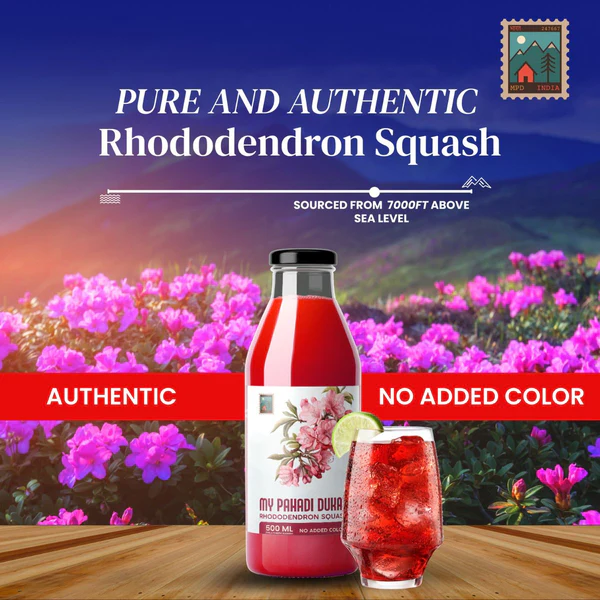 MPD INDIA
PURE AND AUTHENTIC
Rhododendron Squash
SOURCED FROM 7000FT ABOVE
SEA LEVEL
AUTHENTIC
NO ADDED COLOR
MY PAHADI DUKA
RHODODENDRON SQUAS
500 ML
NO ADDED COLO